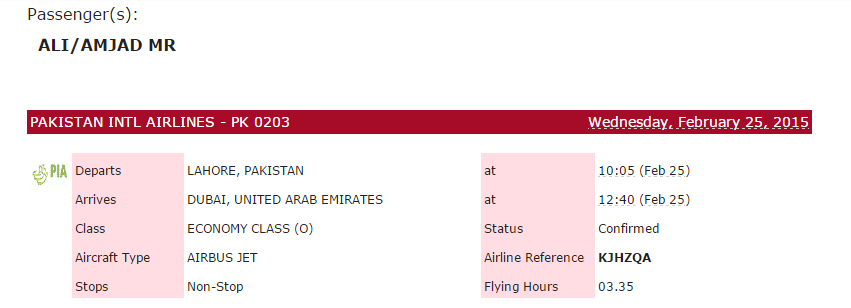 Passenger(s):
ALI/AMJAD MR
PAKISTAN INTL AIRLINES - PK 0203 Wednesday, February 25, 2015
PIA Departs LAHORE, PAKISTAN at 10:05 (Feb 25)
Arrives DUBAI, UNITED ARAB EMIRATES at 12:40 (Feb 25)
Class ECONOMY CLASS (O) Status Confirmed
Aircraft Type AIRBUS JET Airline Reference KJHZQA
Stops Non-Stop Flying Hours 03.35